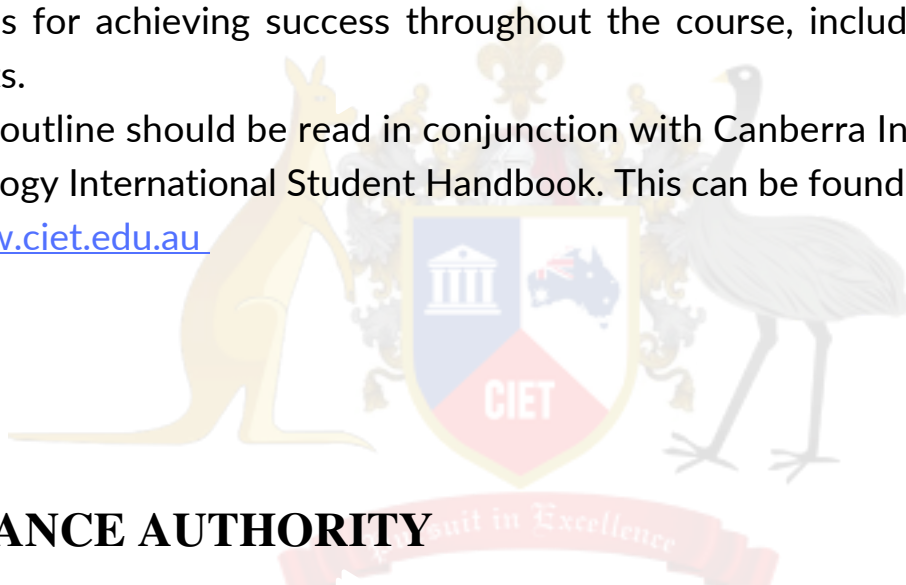 s for achieving success throughout the course, includ
s.
outline should be read in conjunction with Canberra In
ogy International Student Handbook. This can be found
w.ciet.edu.au
CIET
Pursuit in Excellence
ANCE AUTHORITY